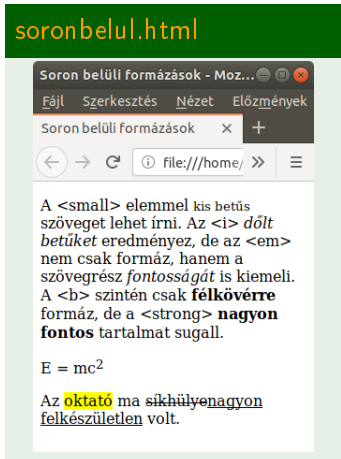 soronbelul.html
Soron belüli formázások - Moz...
Fájl Szerkesztés Nézet Előzmények
Soron belüli formázások × +
file:///home/
A <small> elemmel kis betűs
szöveget lehet írni. Az <i> dőlt
betűket eredményez, de az <em>
nem csak formáz, hanem a
szövegrész fontosságát is kiemeli.
A <b> szintén csak félkövérre
formáz, de a <strong> nagyon
fontos tartalmat sugall.
E = mc²
Az oktató ma síkhülyenagyon
felkészületlen volt.